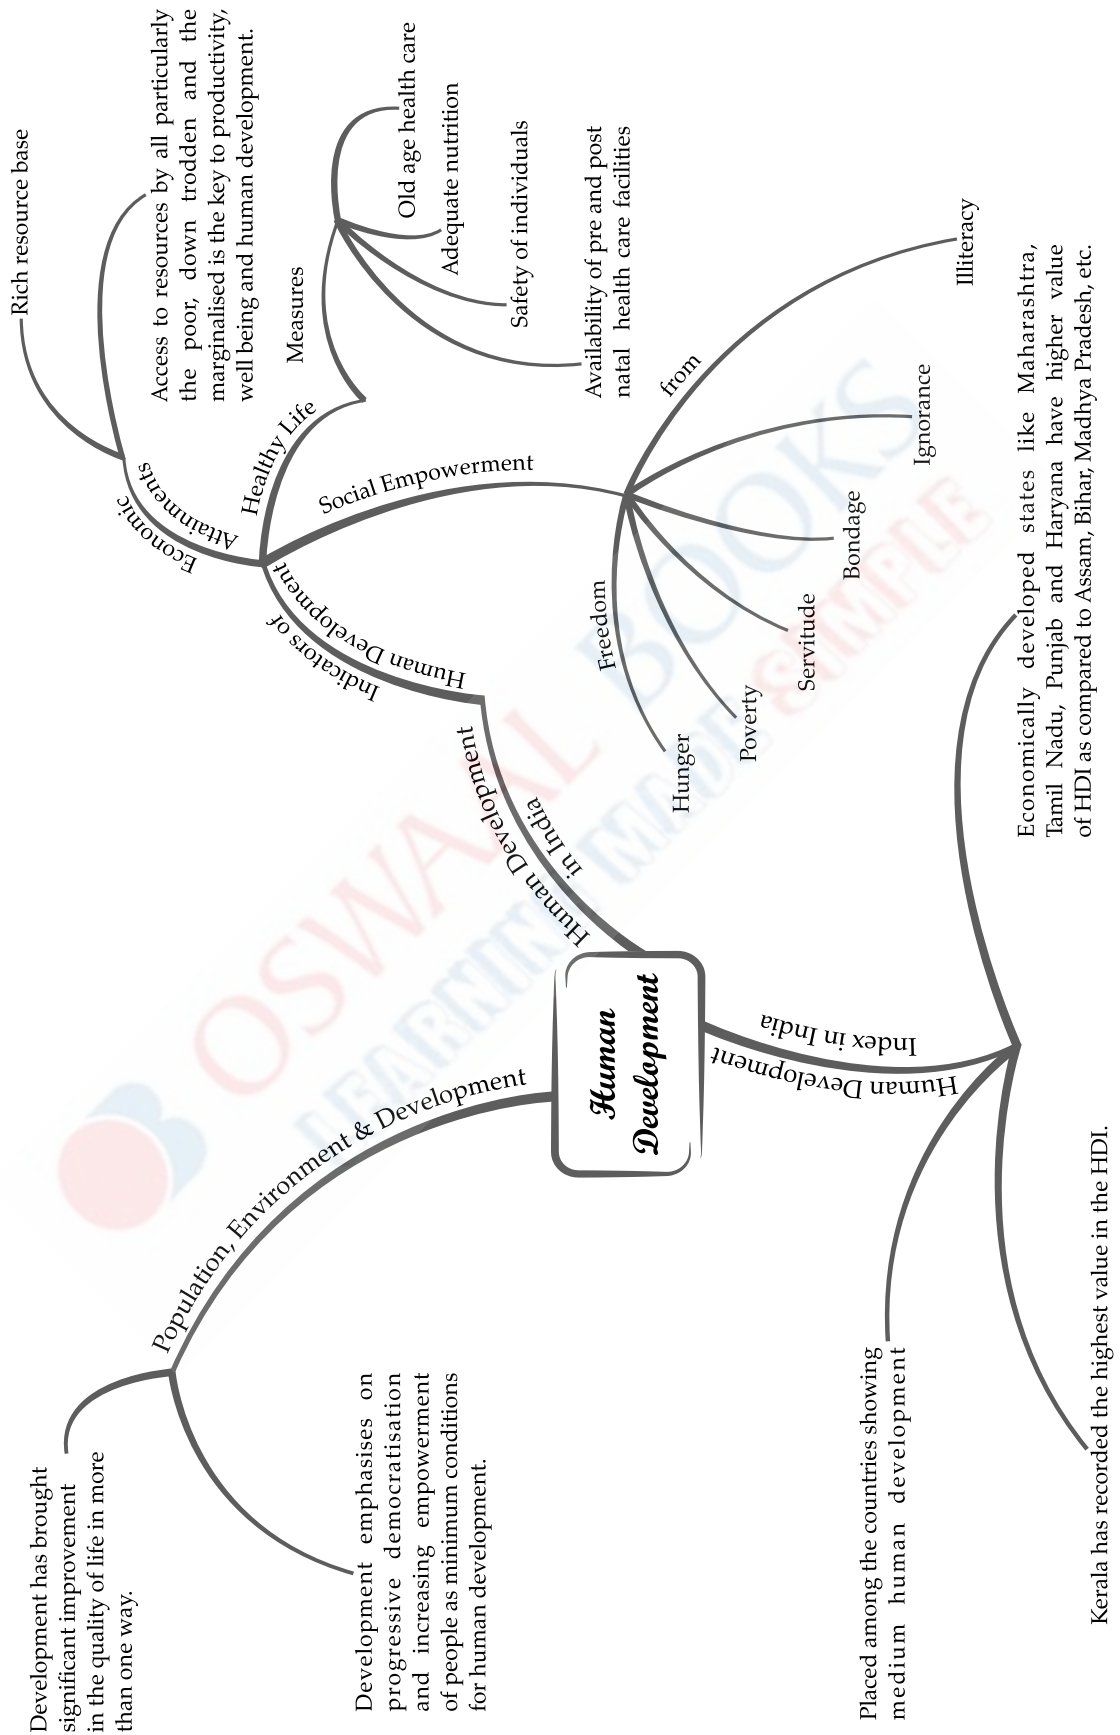 Human
Development
Population, Environment & Development
Development has brought
significant improvement
in the quality of life in more
than one way.
Development emphasises on
progressive democratisation
and increasing empowerment
of people as minimum conditions
for human development.
Human Development
in India
Indicators of
Human Development
Economic
Attainments
Rich resource base
Access to resources by all particularly
the poor, down trodden and the
marginalised is the key to productivity,
well being and human development.
Healthy Life
Measures
Old age health care
Adequate nutrition
Safety of individuals
Availability of pre and post
natal health care facilities
Social Empowerment
Freedom
from
Hunger
Poverty
Servitude
Bondage
Ignorance
Illiteracy
Human Development
Index in India
Placed among the countries showing
medium human development
Kerala has recorded the highest value in the HDI.
Economically developed states like Maharashtra,
Tamil Nadu, Punjab and Haryana have higher value
of HDI as compared to Assam, Bihar, Madhya Pradesh, etc.
OSWAAL BOOKS
LEARNING MADE SIMPLE